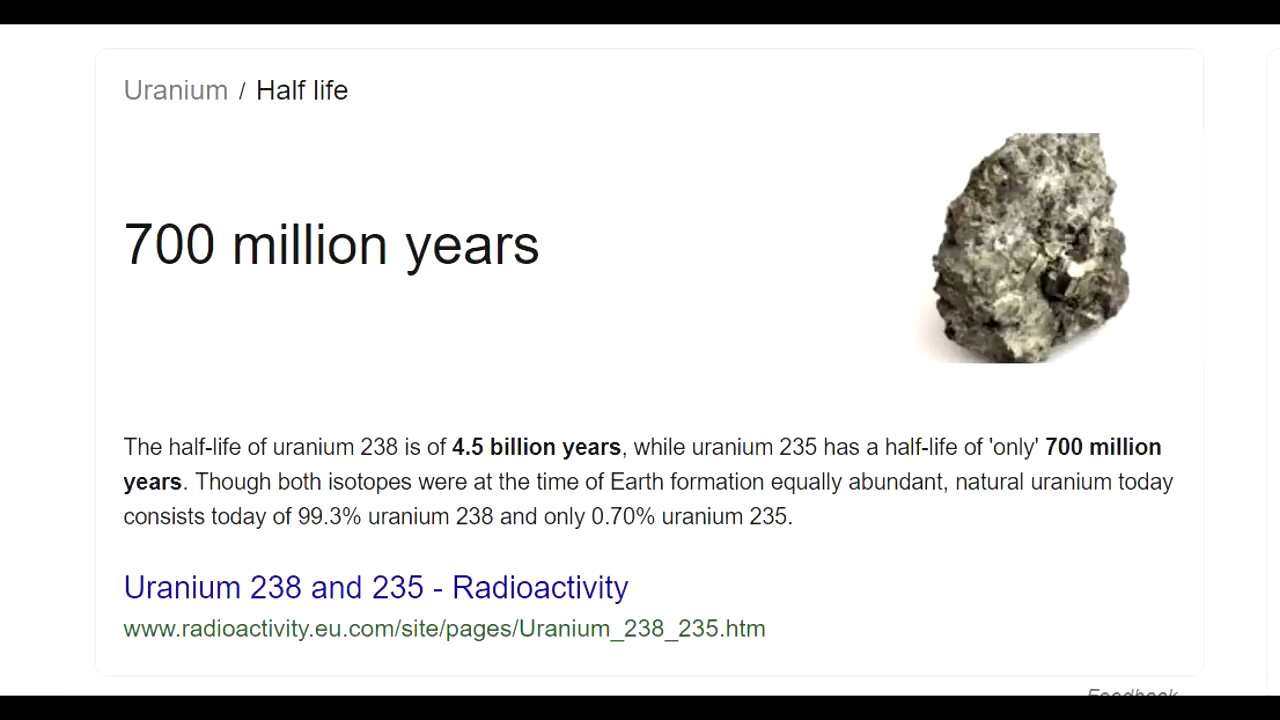 Uranium / Half life
700 million years
The half-life of uranium 238 is of 4.5 billion years, while uranium 235 has a half-life of 'only' 700 million
years. Though both isotopes were at the time of Earth formation equally abundant, natural uranium today
consists today of 99.3% uranium 238 and only 0.70% uranium 235.
Uranium 238 and 235 - Radioactivity
www.radioactivity.eu.com/site/pages/Uranium_238_235.htm
Feedback